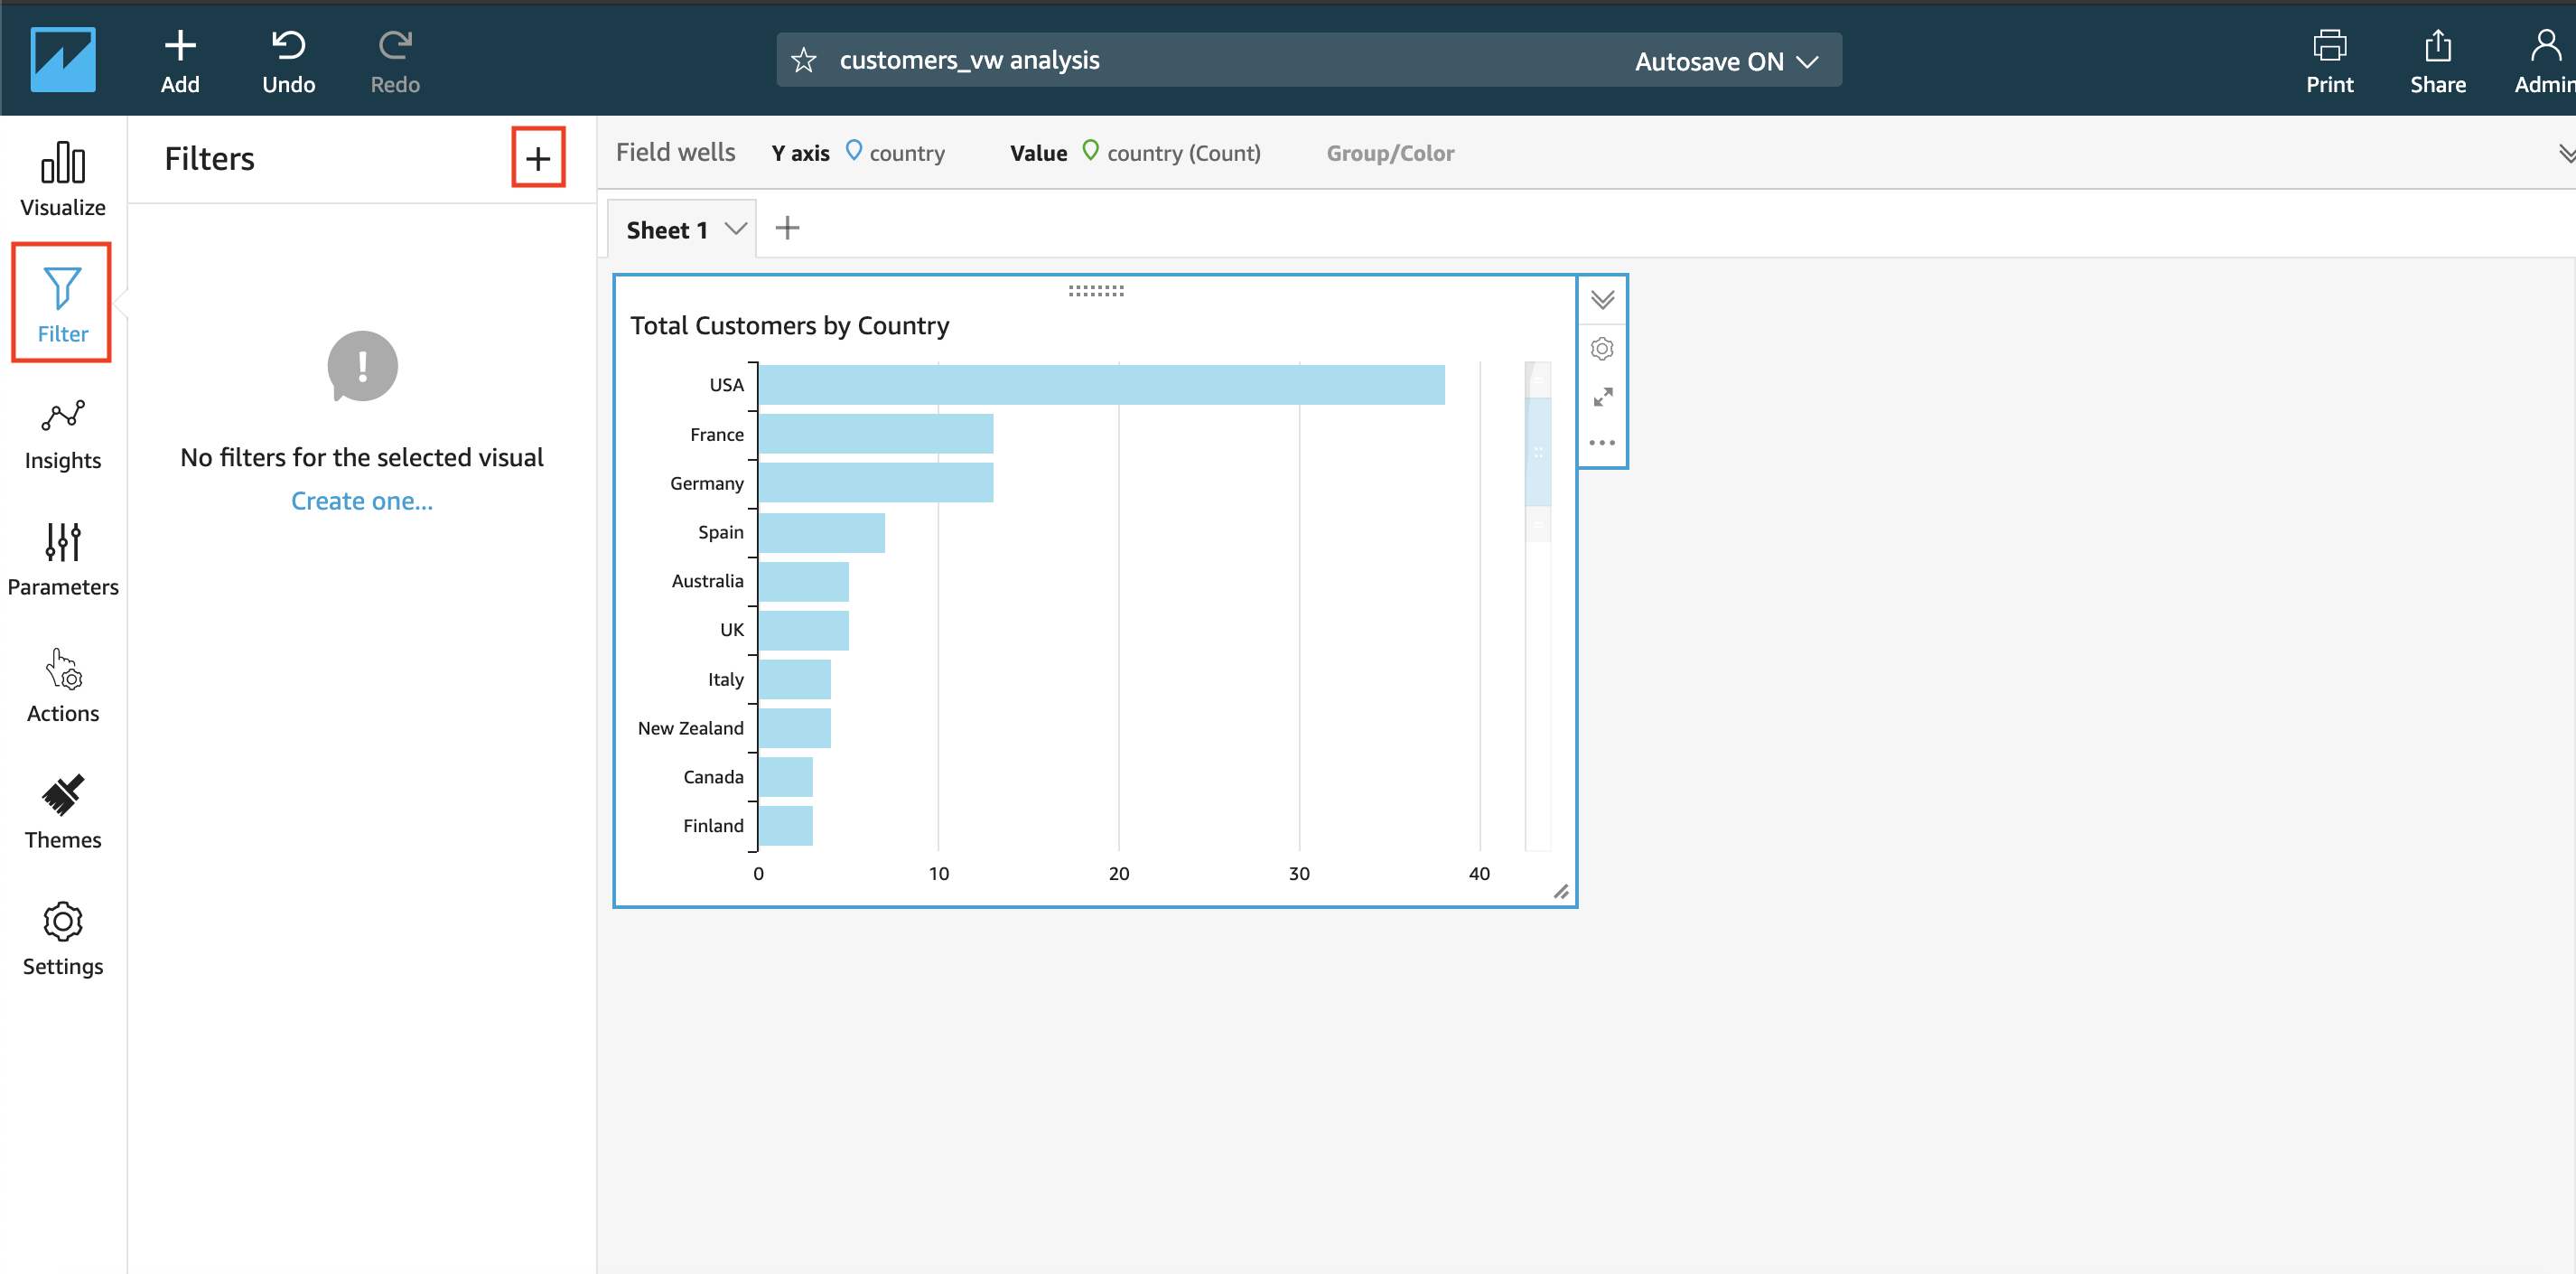 Add
Undo
Redo
customers_vw analysis
Autosave ON
Print
Share
Admin
Visualize
Filter
Insights
Parameters
Actions
Themes
Settings
Filters
No filters for the selected visual
Create one...
Field wells
Y axis country
Value country (Count)
Group/Color
Sheet 1
Total Customers by Country
USA
France
Germany
Spain
Australia
UK
Italy
New Zealand
Canada
Finland
0 10 20 30 40